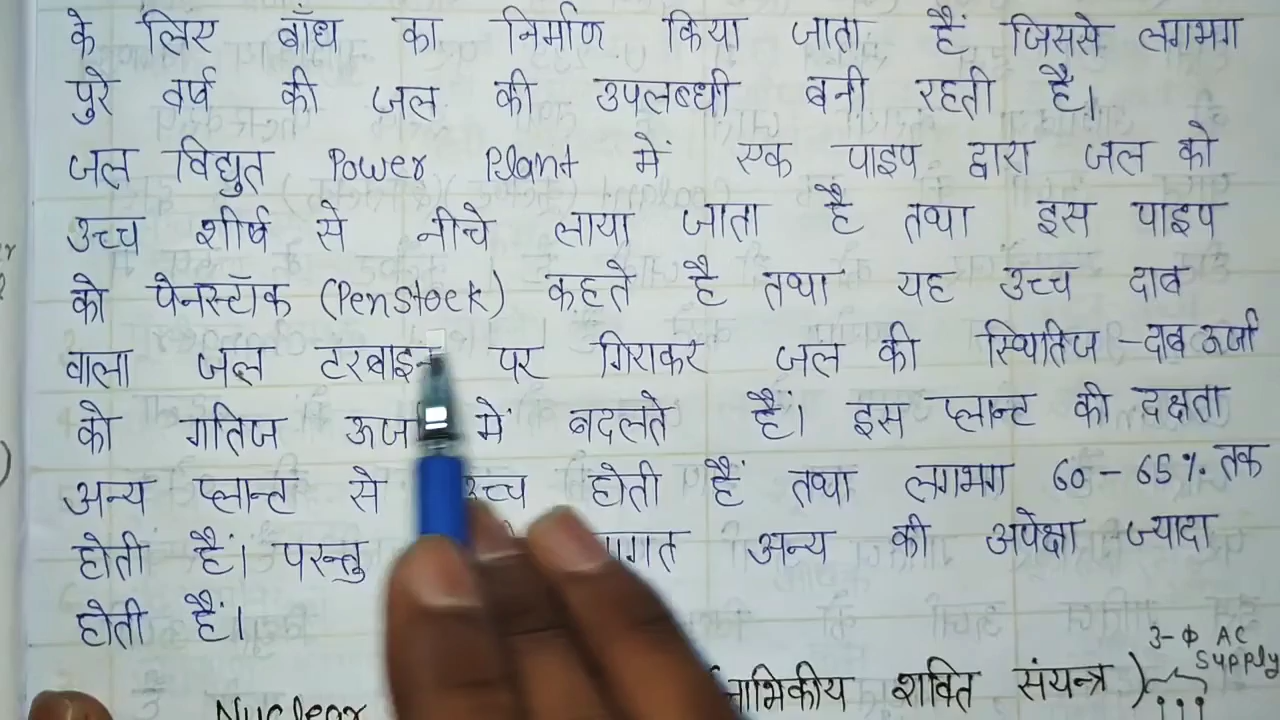 के लिए बाँध का निर्माण किया जाता हैं जिससे लगभग
पुरे वर्ष की जल की उपलब्धी बनी रहती है।
जल विद्युत Power Plant में एक पाइप द्वारा जल को
उच्च शीर्ष से नीचे लाया जाता है तथा इस पाइप
को पेनस्टॉक (Penstock) कहते है तथा यह उच्च दाब
वाला जल टरबाइन पर गिराकर जल की स्थितिज - दाब ऊर्जा
को गतिज ऊर्जा में बदलते हैं। इस प्लान्ट की दक्षता
अन्य प्लान्ट से उच्च होती हैं तथा लगभग 60 - 65% तक
होती हैं। परन्तु अन्य की अपेक्षा ज्यादा
होती हैं।
3-Φ AC
Supply
Nuclear नाभिकीय शक्ति संयन्त्र )